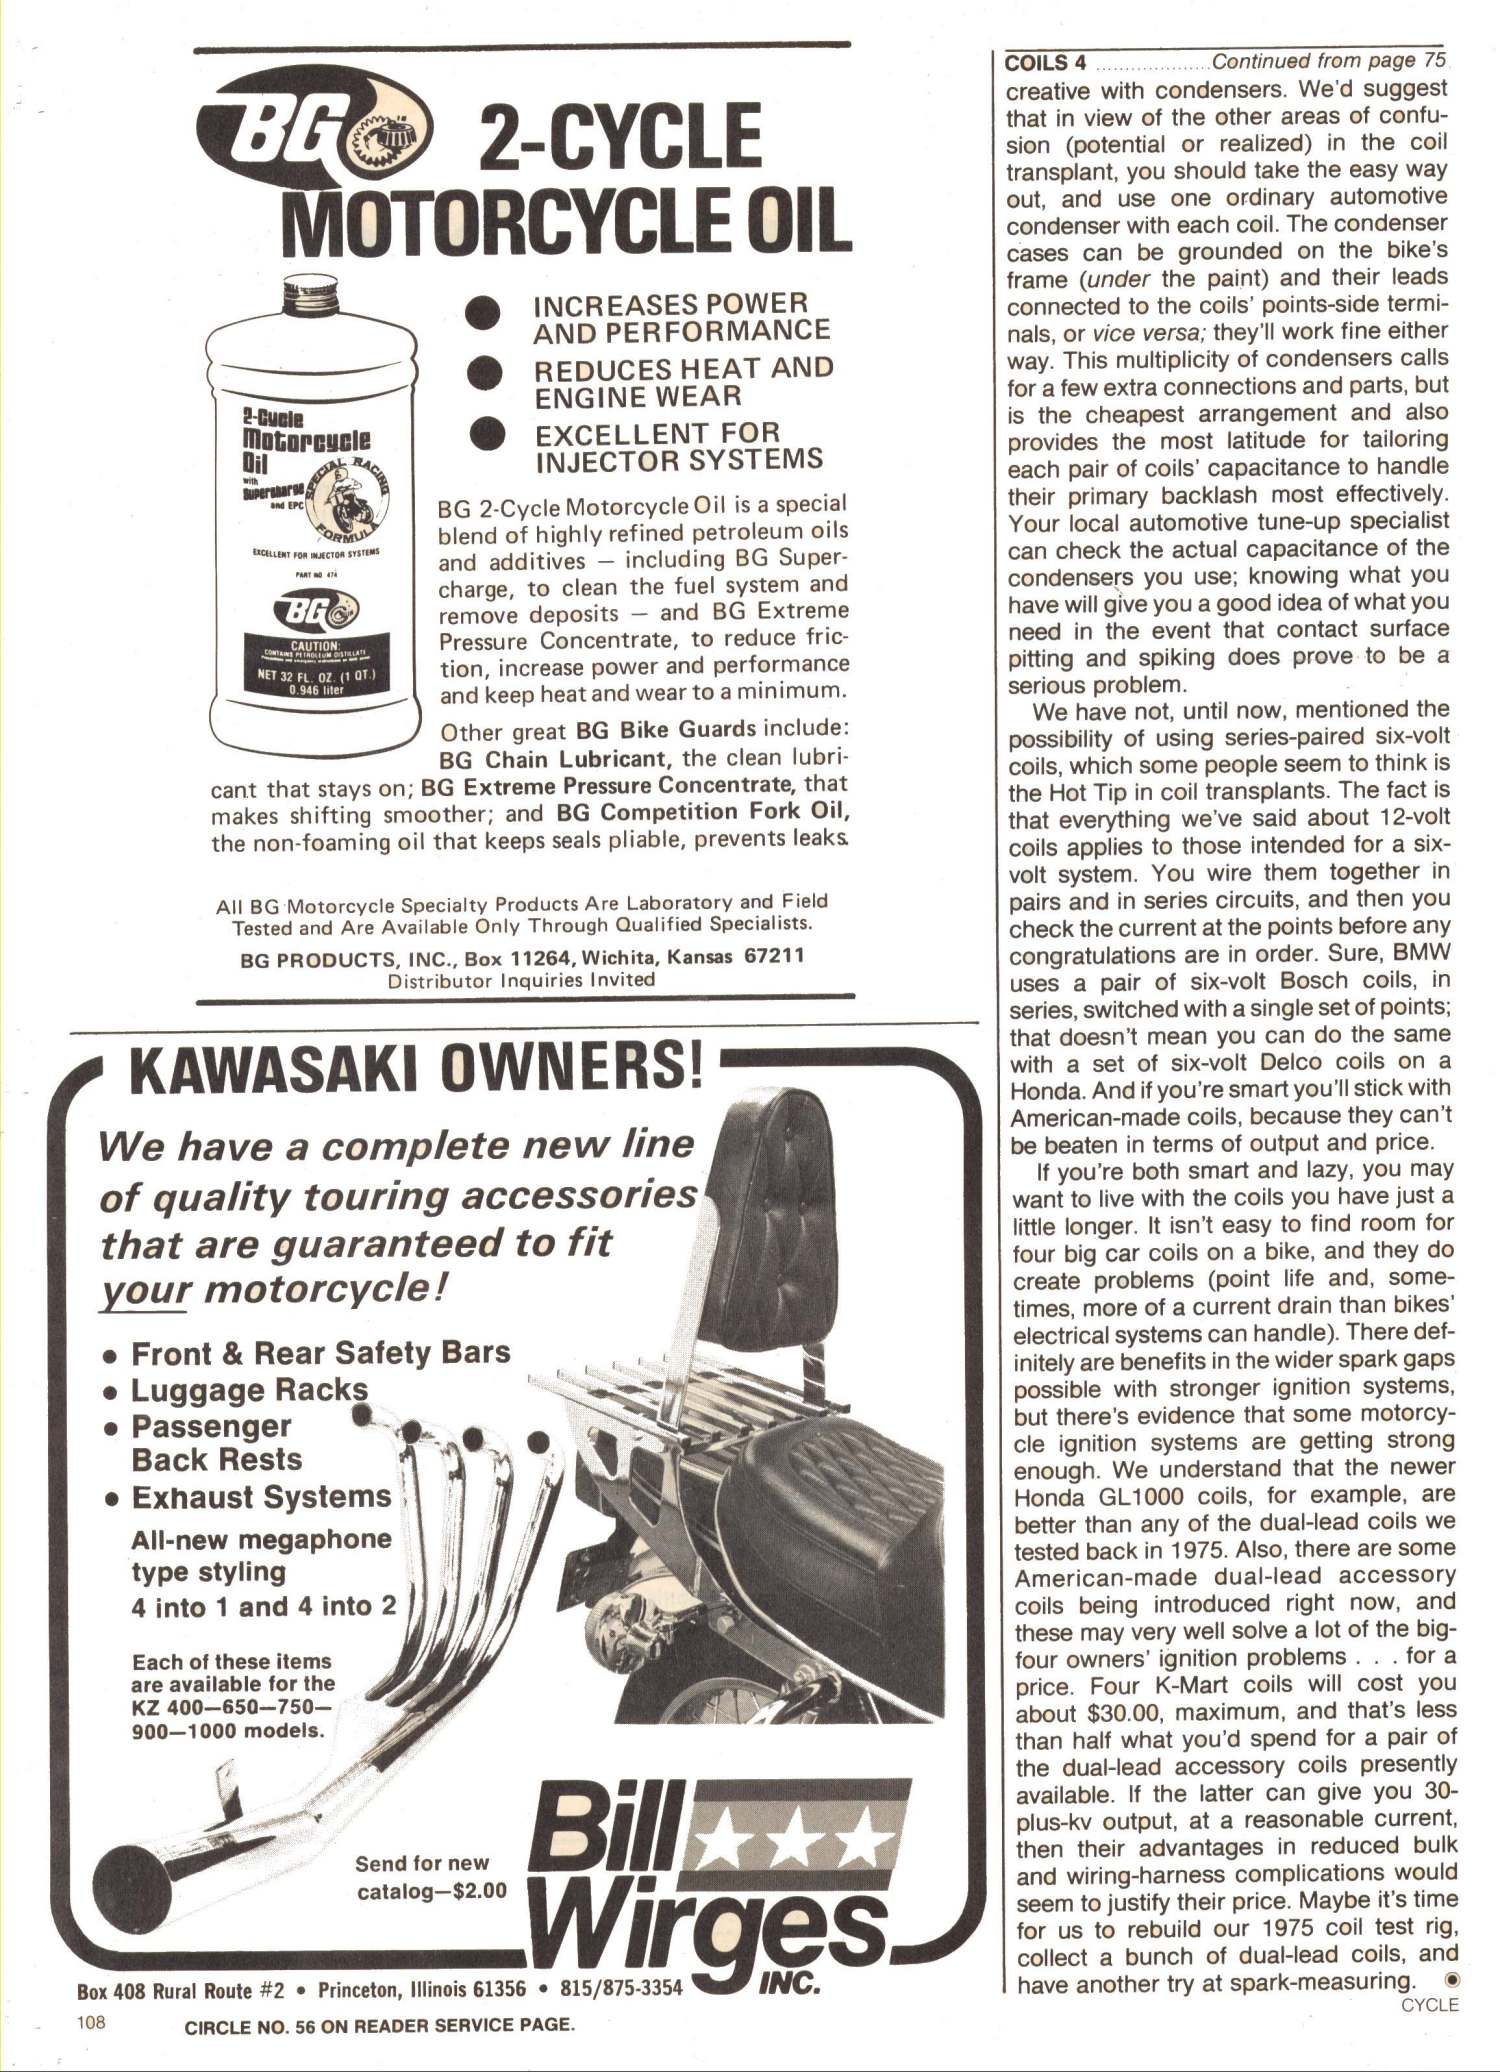 BG
2-CYCLE
MOTORCYCLE OIL
INCREASES POWER
AND PERFORMANCE
REDUCES HEAT AND
ENGINE WEAR
EXCELLENT FOR
INJECTOR SYSTEMS
2-Cycle
Motorcycle
Oil
with
Supercharge
and EPC
SPECIAL RACING
FORMULA
EXCELLENT FOR INJECTOR SYSTEMS
PART NO 474
BG
CAUTION:
CONTAINS PETROLEUM DISTILLATE
NET 32 FL. OZ. (1 QT.)
0.946 liter
BG 2-Cycle Motorcycle Oil is a special
blend of highly refined petroleum oils
and additives — including BG Super-
charge, to clean the fuel system and
remove deposits — and BG Extreme
Pressure Concentrate, to reduce fric-
tion, increase power and performance
and keep heat and wear to a minimum.
Other great BG Bike Guards include:
BG Chain Lubricant, the clean lubri-
cant that stays on; BG Extreme Pressure Concentrate, that
makes shifting smoother; and BG Competition Fork Oil,
the non-foaming oil that keeps seals pliable, prevents leaks.
All BG Motorcycle Specialty Products Are Laboratory and Field
Tested and Are Available Only Through Qualified Specialists.
BG PRODUCTS, INC., Box 11264, Wichita, Kansas 67211
Distributor Inquiries Invited
KAWASAKI OWNERS!
We have a complete new line
of quality touring accessories
that are guaranteed to fit
your motorcycle!
• Front & Rear Safety Bars
• Luggage Racks
• Passenger
Back Rests
• Exhaust Systems
All-new megaphone
type styling
4 into 1 and 4 into 2
Each of these items
are available for the
KZ 400—650—750—
900—1000 models.
Send for new
catalog—$2.00
Bill
Wirges
INC.
Box 408 Rural Route #2 • Princeton, Illinois 61356 • 815/875-3354
108
CIRCLE NO. 56 ON READER SERVICE PAGE.
COILS 4 ....................Continued from page 75
creative with condensers. We'd suggest
that in view of the other areas of confu-
sion (potential or realized) in the coil
transplant, you should take the easy way
out, and use one ordinary automotive
condenser with each coil. The condenser
cases can be grounded on the bike's
frame (under the paint) and their leads
connected to the coils' points-side termi-
nals, or vice versa; they'll work fine either
way. This multiplicity of condensers calls
for a few extra connections and parts, but
is the cheapest arrangement and also
provides the most latitude for tailoring
each pair of coils' capacitance to handle
their primary backlash most effectively.
Your local automotive tune-up specialist
can check the actual capacitance of the
condensers you use; knowing what you
have will give you a good idea of what you
need in the event that contact surface
pitting and spiking does prove to be a
serious problem.
We have not, until now, mentioned the
possibility of using series-paired six-volt
coils, which some people seem to think is
the Hot Tip in coil transplants. The fact is
that everything we've said about 12-volt
coils applies to those intended for a six-
volt system. You wire them together in
pairs and in series circuits, and then you
check the current at the points before any
congratulations are in order. Sure, BMW
uses a pair of six-volt Bosch coils, in
series, switched with a single set of points;
that doesn't mean you can do the same
with a set of six-volt Delco coils on a
Honda. And if you're smart you'll stick with
American-made coils, because they can't
be beaten in terms of output and price.
If you're both smart and lazy, you may
want to live with the coils you have just a
little longer. It isn't easy to find room for
four big car coils on a bike, and they do
create problems (point life and, some-
times, more of a current drain than bikes'
electrical systems can handle). There def-
initely are benefits in the wider spark gaps
possible with stronger ignition systems,
but there's evidence that some motorcy-
cle ignition systems are getting strong
enough. We understand that the newer
Honda GL1000 coils, for example, are
better than any of the dual-lead coils we
tested back in 1975. Also, there are some
American-made dual-lead accessory
coils being introduced right now, and
these may very well solve a lot of the big-
four owners' ignition problems . . . for a
price. Four K-Mart coils will cost you
about $30.00, maximum, and that's less
than half what you'd spend for a pair of
the dual-lead accessory coils presently
available. If the latter can give you 30-
plus-kv output, at a reasonable current,
then their advantages in reduced bulk
and wiring-harness complications would
seem to justify their price. Maybe it's time
for us to rebuild our 1975 coil test rig,
collect a bunch of dual-lead coils, and
have another try at spark-measuring.
CYCLE